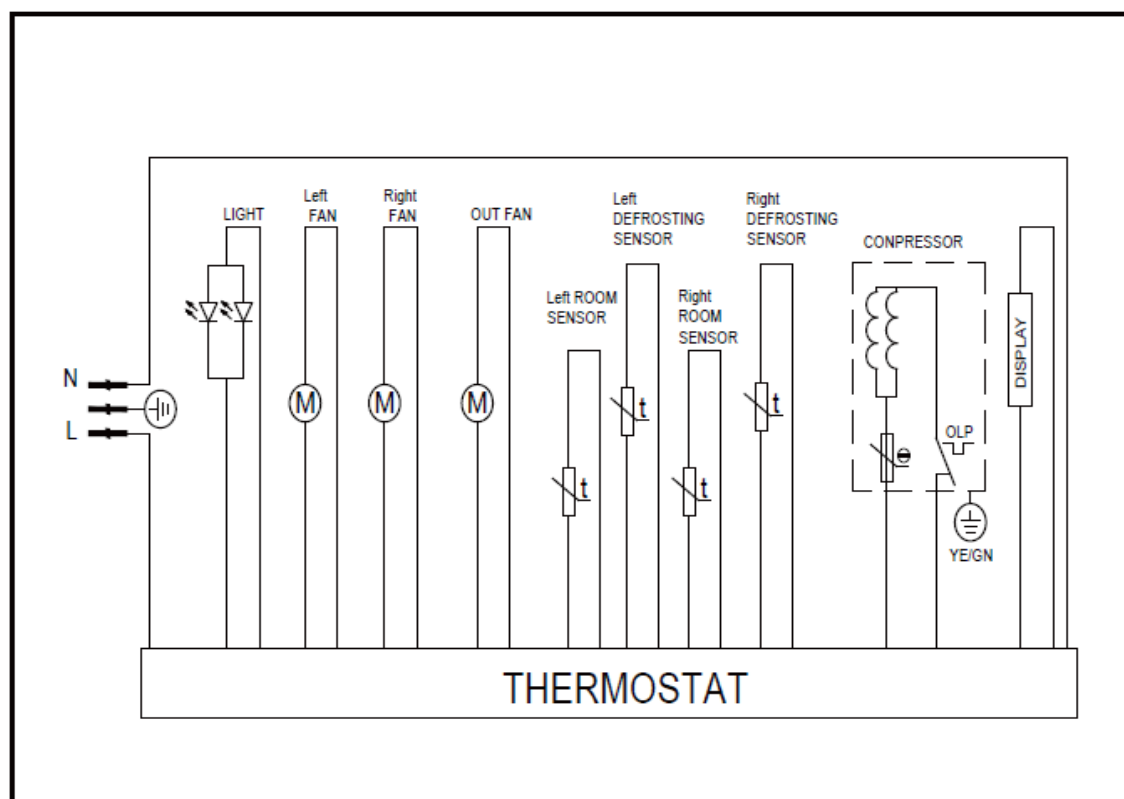 LIGHT
Left
FAN
Right
FAN
OUT FAN
Left
DEFROSTING
SENSOR
Right
DEFROSTING
SENSOR
CONPRESSOR
Left ROOM
SENSOR
Right
ROOM
SENSOR
DISPLAY
N
L
M
M
M
t
t
t
t
θ
OLP
YE/GN
THERMOSTAT